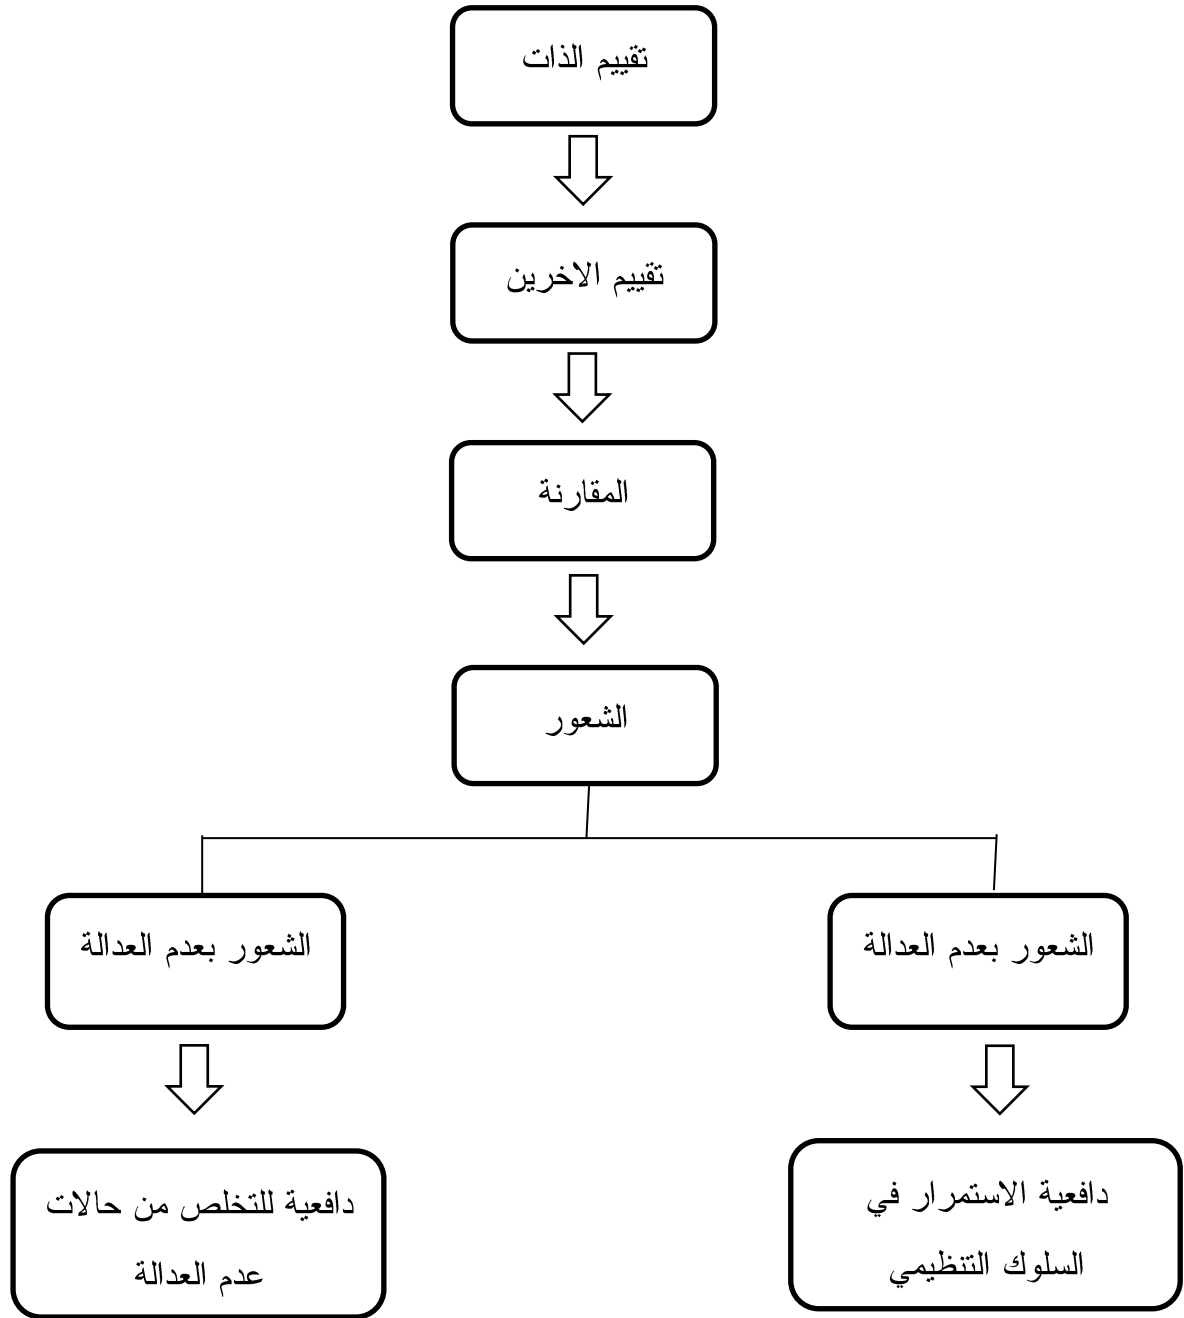 تقييم الذات
تقييم الاخرين
المقارنة
الشعور
الشعور بعدم العدالة
الشعور بعدم العدالة
دافعية الاستمرار في
السلوك التنظيمي
دافعية للتخلص من حالات
عدم العدالة